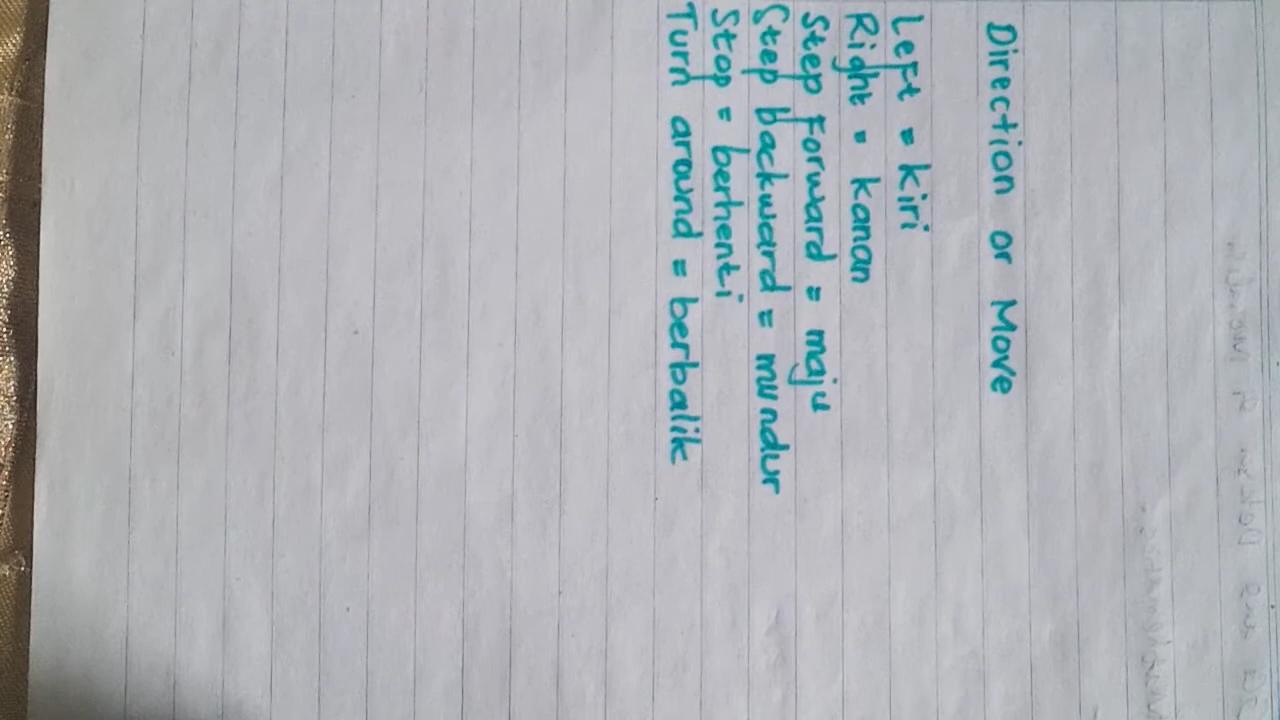 Direction or Move
Left = kiri
Right = kanan
Step Forward = maju
Step backward = mundur
Stop = berhenti
Turn around = berbalik